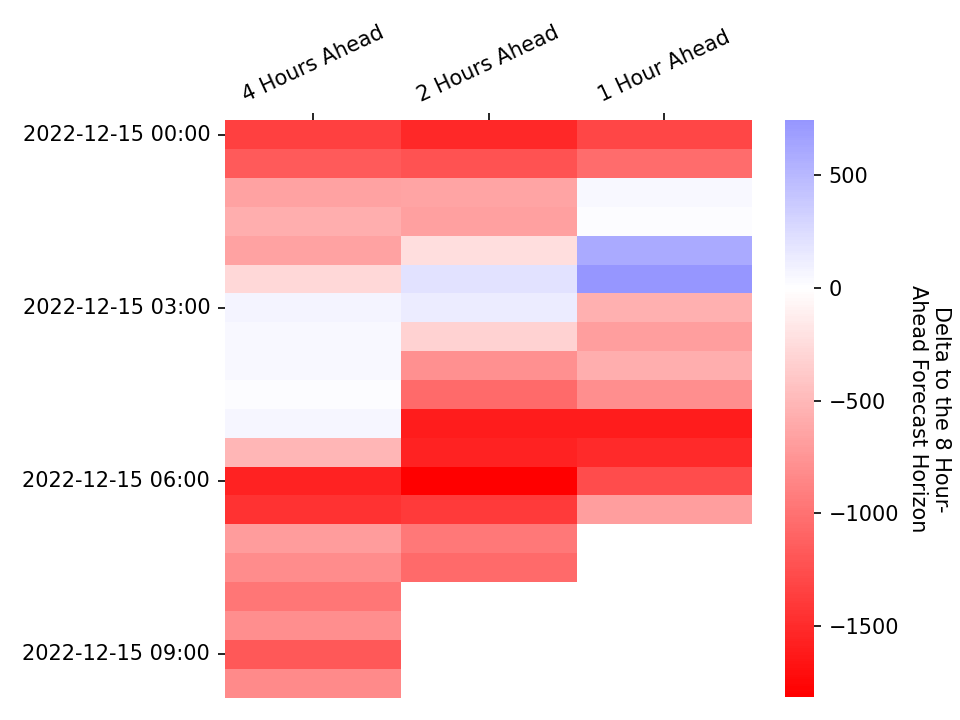 4 Hours Ahead
2 Hours Ahead
1 Hour Ahead
2022-12-15 00:00
2022-12-15 03:00
2022-12-15 06:00
2022-12-15 09:00
500
0
−500
−1000
−1500
Delta to the 8 Hour-
Ahead Forecast Horizon